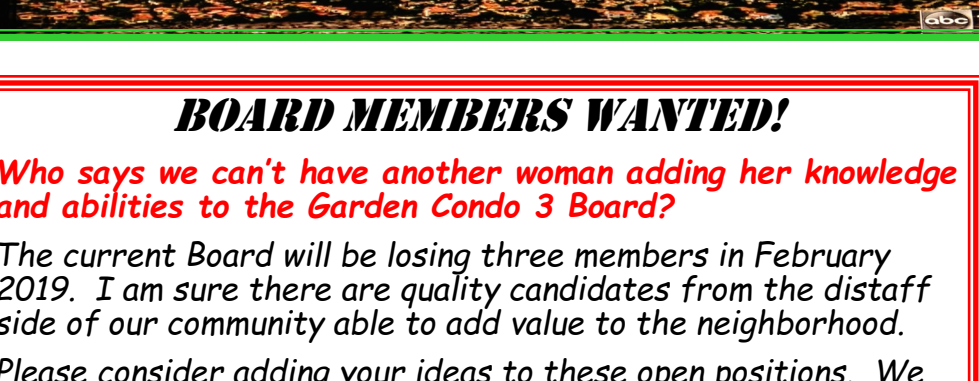 abc
BOARD MEMBERS WANTED!
Who says we can't have another woman adding her knowledge
and abilities to the Garden Condo 3 Board?
The current Board will be losing three members in February
2019. I am sure there are quality candidates from the distaff
side of our community able to add value to the neighborhood.
Please consider adding your ideas to these open positions. We